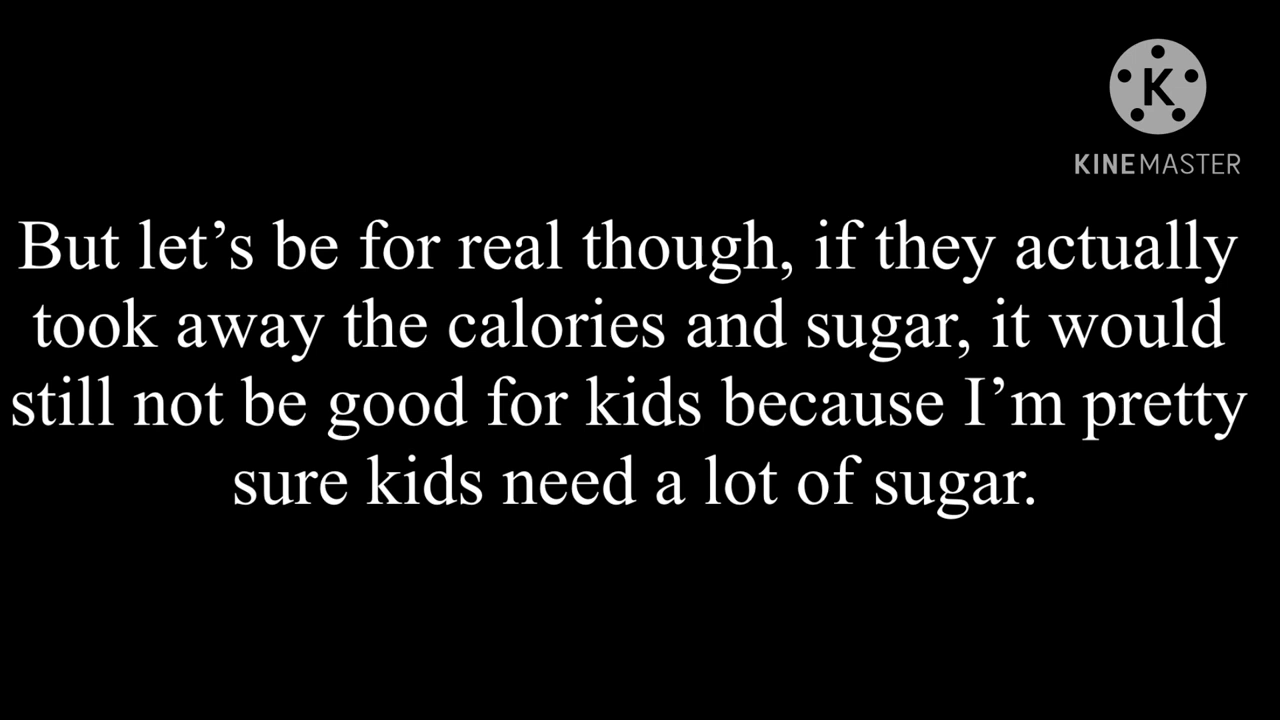 K
KINEMASTER
But let’s be for real though, if they actually
took away the calories and sugar, it would
still not be good for kids because I’m pretty
sure kids need a lot of sugar.